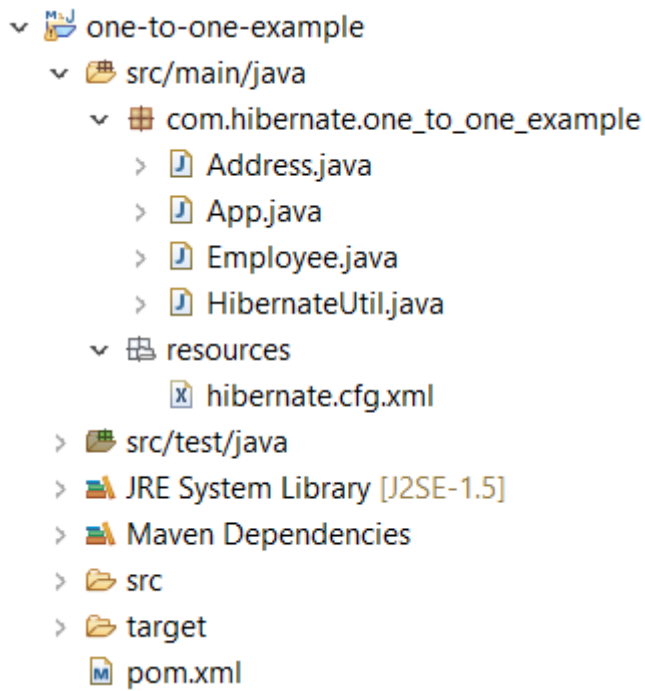 one-to-one-example
src/main/java
com.hibernate.one_to_one_example
Address.java
App.java
Employee.java
HibernateUtil.java
resources
hibernate.cfg.xml
src/test/java
JRE System Library [J2SE-1.5]
Maven Dependencies
src
target
pom.xml